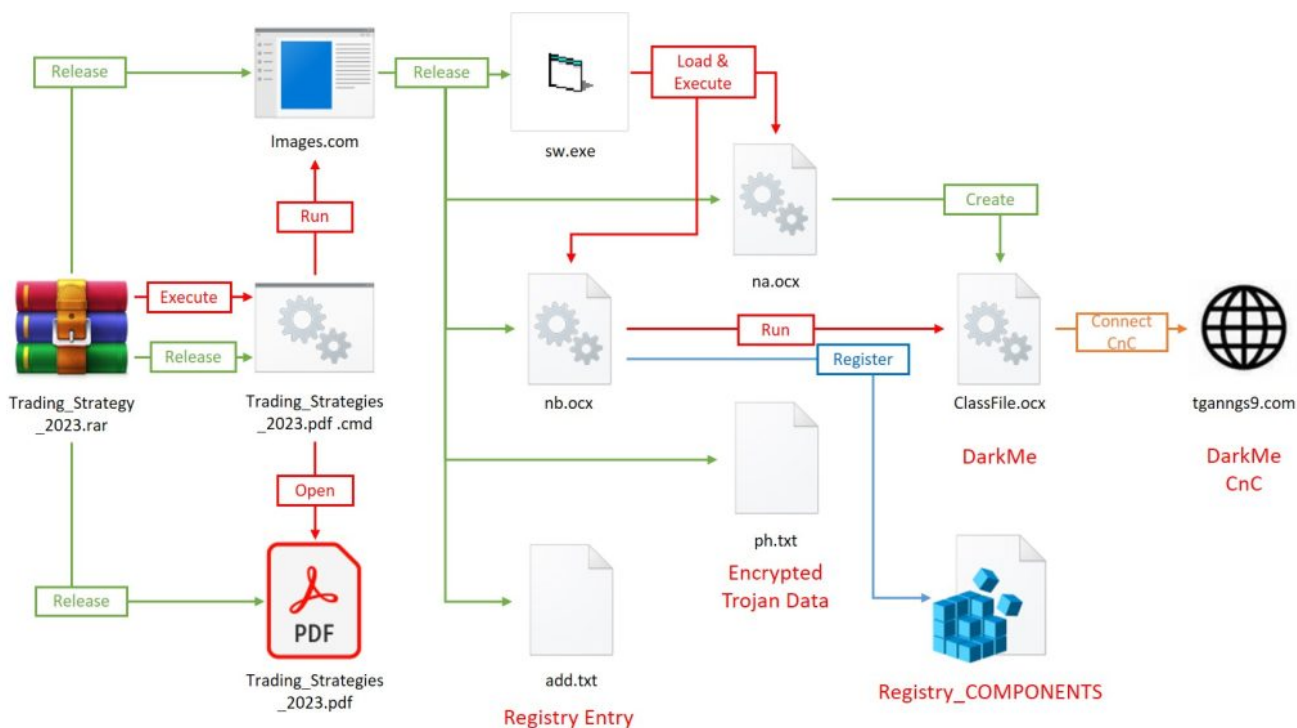 Release
Images.com
Release
sw.exe
Load &
Execute
na.ocx
Create
Run
Trading_Strategy
_2023.rar
Execute
Release
Trading_Strategies
_2023.pdf .cmd
nb.ocx
Run
Register
ClassFile.ocx
DarkMe
Connect
CnC
tganngs9.com
DarkMe
CnC
Open
Release
PDF
Trading_Strategies
_2023.pdf
ph.txt
Encrypted
Trojan Data
add.txt
Registry Entry
Registry_COMPONENTS